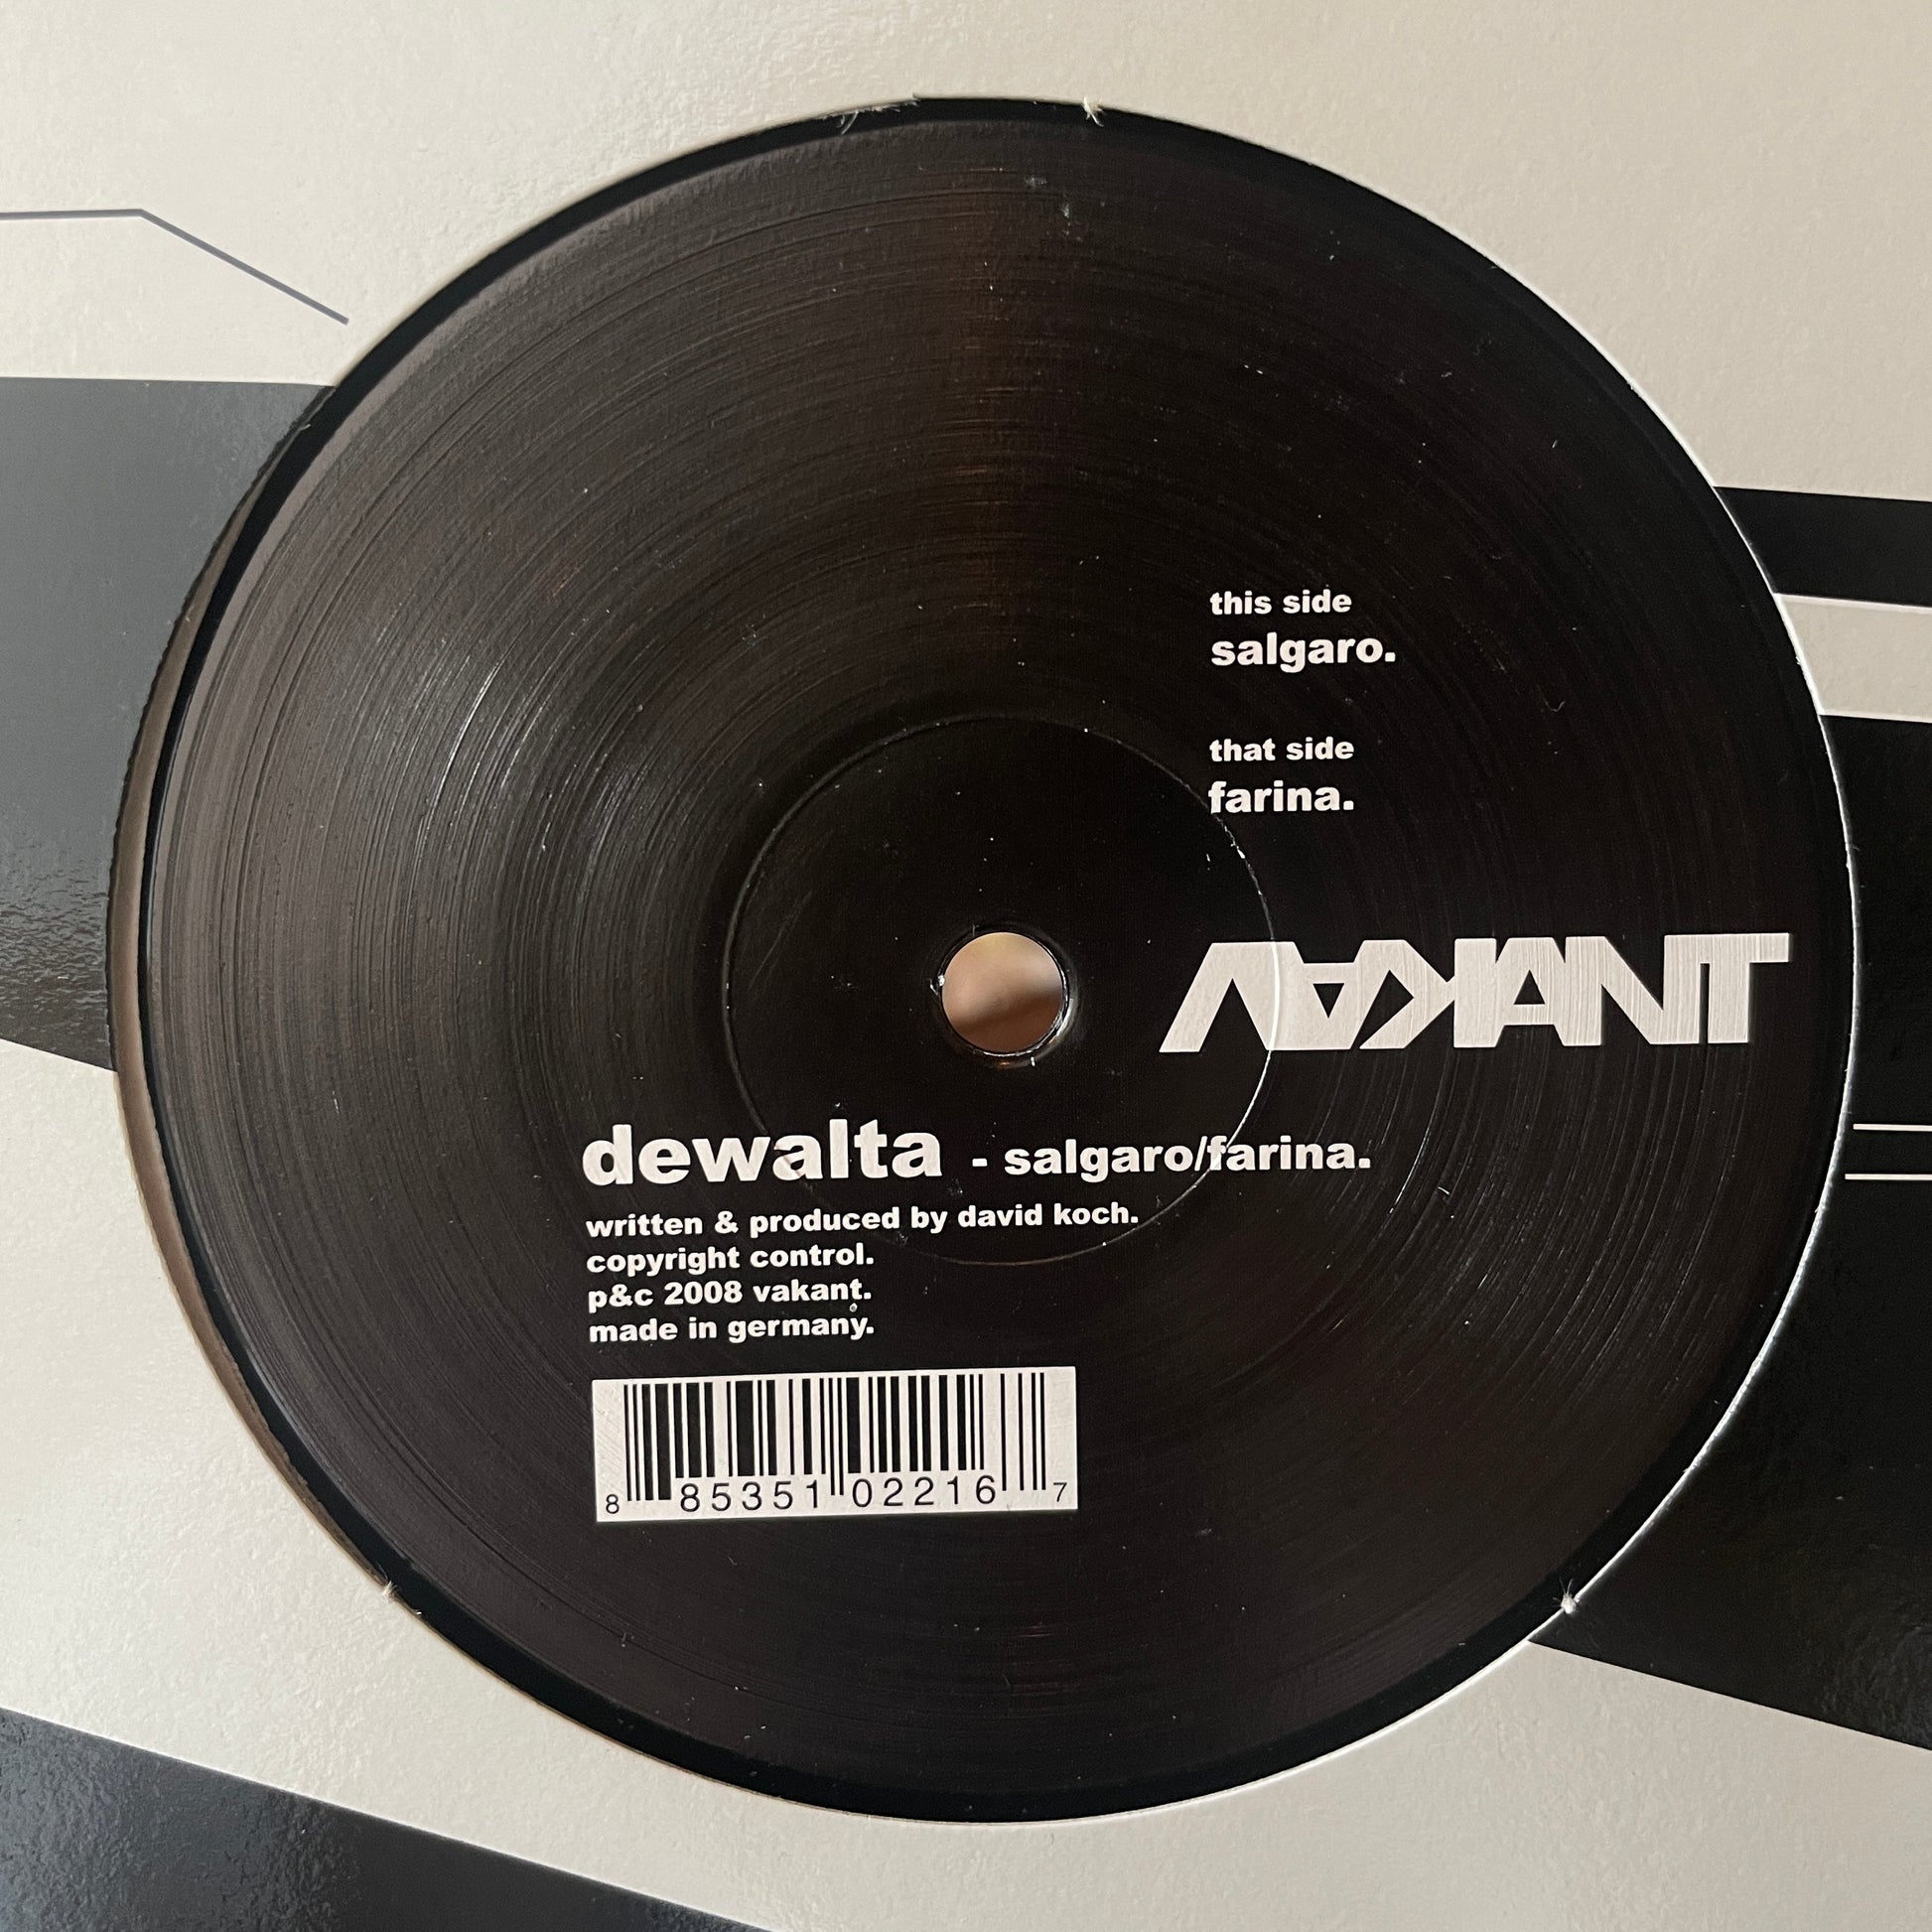 this side
salgaro.
that side
farina.
VAKANT
dewalta - salgaro/farina.
written & produced by david koch.
copyright control.
p&c 2008 vakant.
made in germany.
8 85351 02216 7